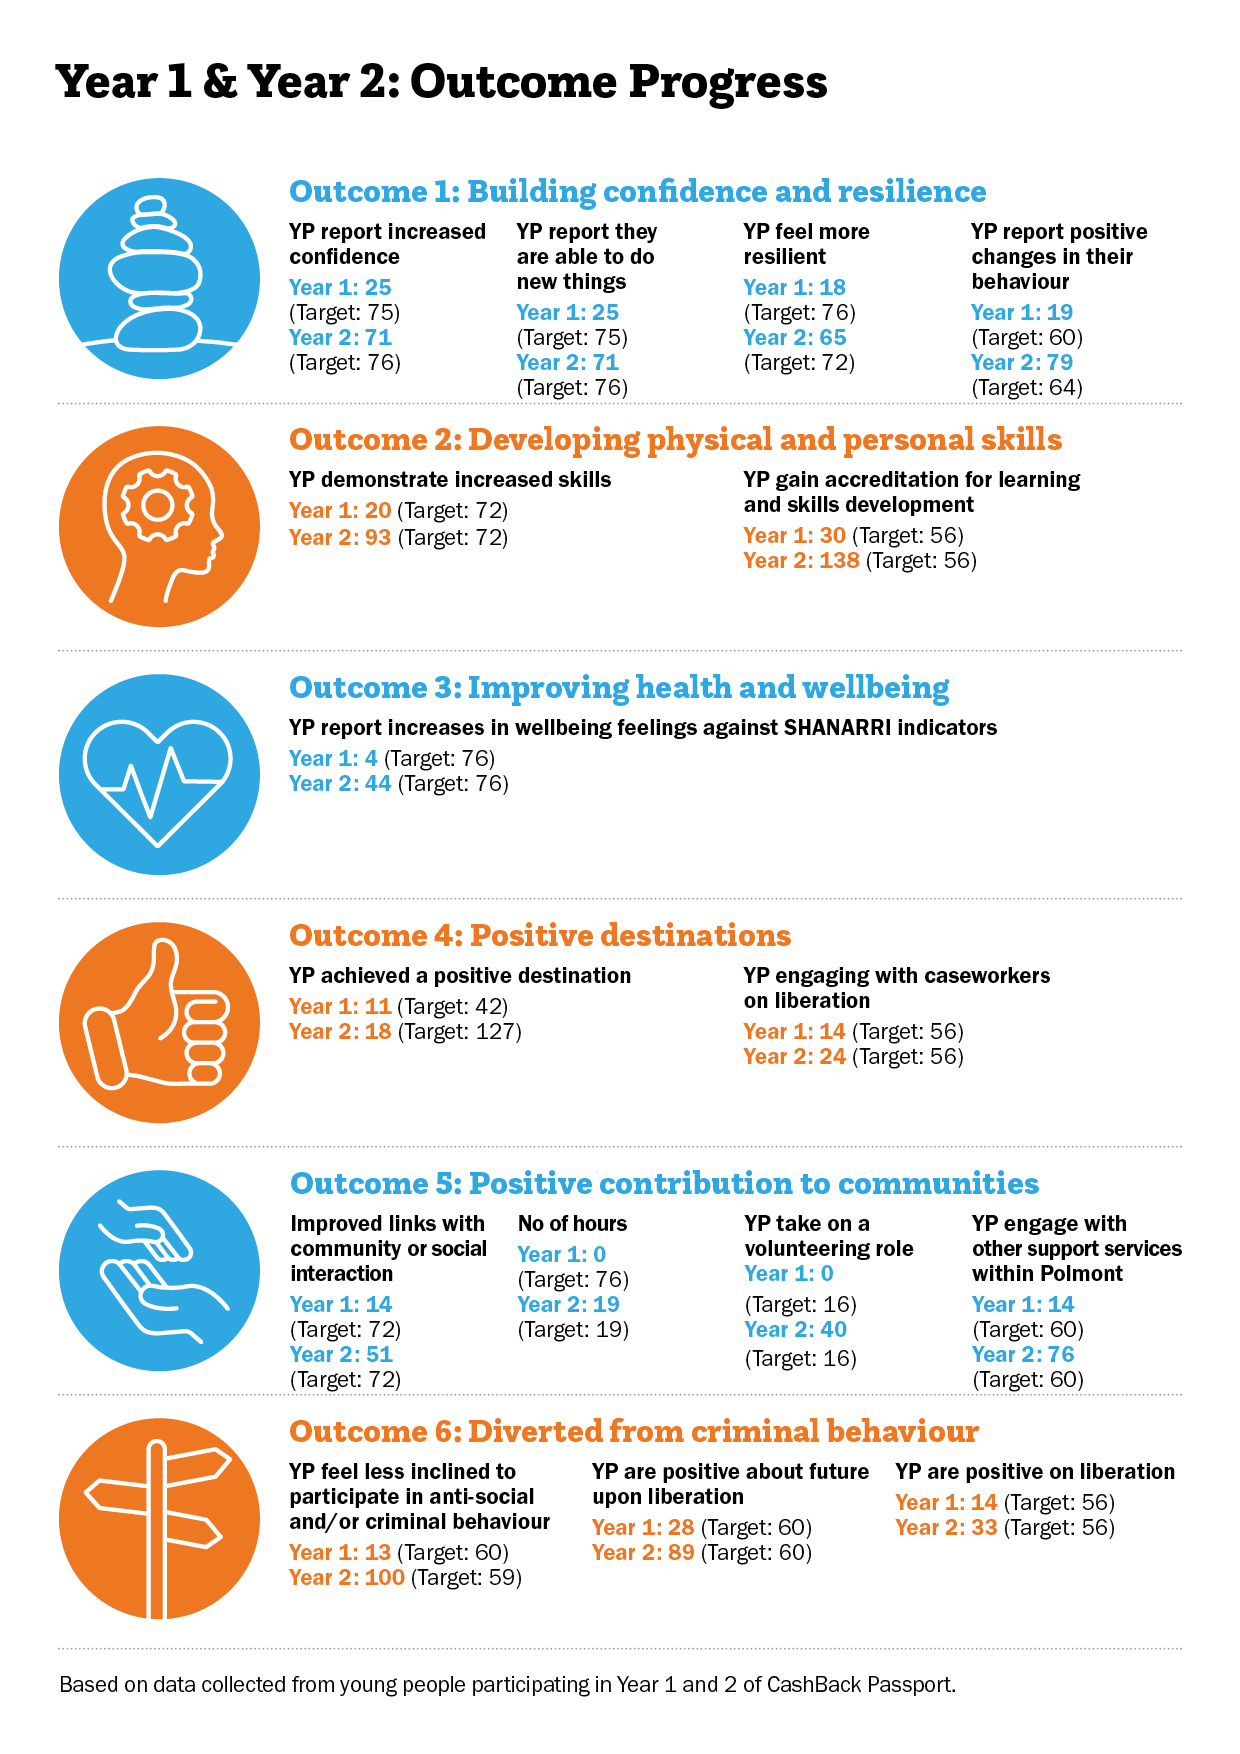 Year 1 & Year 2: Outcome Progress
Outcome 1: Building confidence and resilience
YP report increased
confidence
Year 1: 25
(Target: 75)
Year 2: 71
(Target: 76)
YP report they
are able to do
new things
Year 1: 25
(Target: 75)
Year 2: 71
(Target: 76)
YP feel more
resilient
Year 1: 18
(Target: 76)
Year 2: 65
(Target: 72)
YP report positive
changes in their
behaviour
Year 1: 19
(Target: 60)
Year 2: 79
(Target: 64)
Outcome 2: Developing physical and personal skills
YP demonstrate increased skills
Year 1: 20 (Target: 72)
Year 2: 93 (Target: 72)
YP gain accreditation for learning
and skills development
Year 1: 30 (Target: 56)
Year 2: 138 (Target: 56)
Outcome 3: Improving health and wellbeing
YP report increases in wellbeing feelings against SHANARRI indicators
Year 1: 4 (Target: 76)
Year 2: 44 (Target: 76)
Outcome 4: Positive destinations
YP achieved a positive destination
Year 1: 11 (Target: 42)
Year 2: 18 (Target: 127)
YP engaging with caseworkers
on liberation
Year 1: 14 (Target: 56)
Year 2: 24 (Target: 56)
Outcome 5: Positive contribution to communities
Improved links with
community or social
interaction
Year 1: 14
(Target: 72)
Year 2: 51
(Target: 72)
No of hours
Year 1: 0
(Target: 76)
Year 2: 19
(Target: 19)
YP take on a
volunteering role
Year 1: 0
(Target: 16)
Year 2: 40
(Target: 16)
YP engage with
other support services
within Polmont
Year 1: 14
(Target: 60)
Year 2: 76
(Target: 60)
Outcome 6: Diverted from criminal behaviour
YP feel less inclined to
participate in anti-social
and/or criminal behaviour
Year 1: 13 (Target: 60)
Year 2: 100 (Target: 59)
YP are positive about future
upon liberation
Year 1: 28 (Target: 60)
Year 2: 89 (Target: 60)
YP are positive on liberation
Year 1: 14 (Target: 56)
Year 2: 33 (Target: 56)
Based on data collected from young people participating in Year 1 and 2 of CashBack Passport.